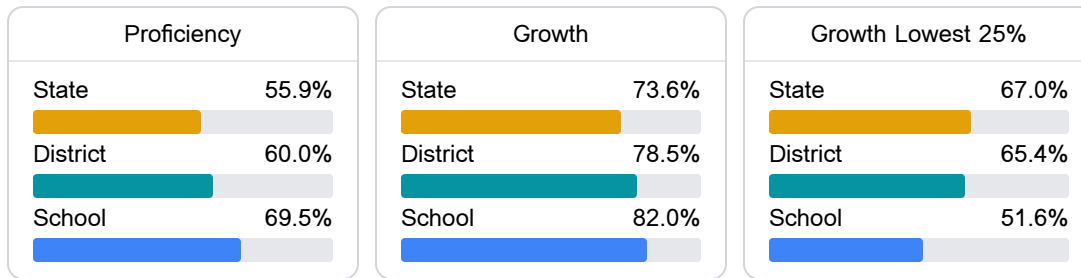 Proficiency
State 55.9%
District 60.0%
School 69.5%
Growth
State 73.6%
District 78.5%
School 82.0%
Growth Lowest 25%
State 67.0%
District 65.4%
School 51.6%